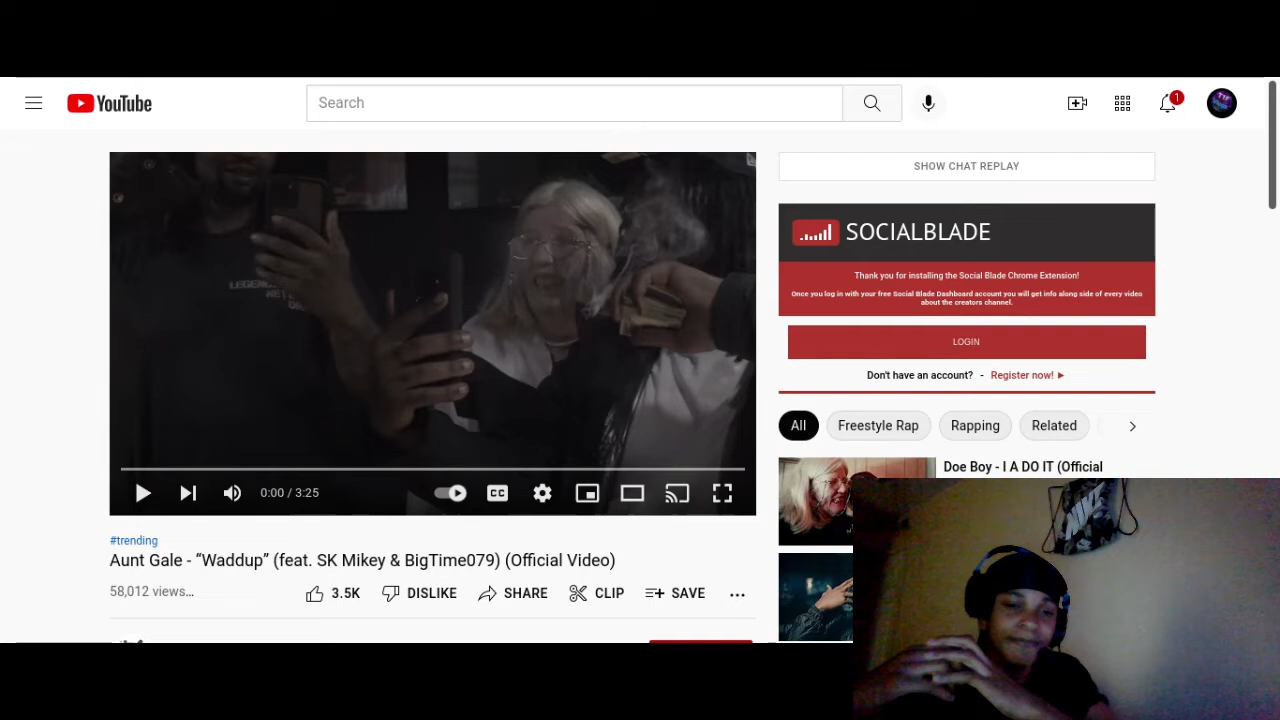 YouTube
Search
1
SHOW CHAT REPLAY
SOCIALBLADE
Thank you for installing the Social Blade Chrome Extension!
Once you log in with your free Social Blade Dashboard account you will get info along side of every video
about the creators channel.
LOGIN
Don't have an account? - Register now! ►
All
Freestyle Rap
Rapping
Related
Doe Boy - I A DO IT (Official
CC
0:00 / 3:25
#trending
Aunt Gale - “Waddup” (feat. SK Mikey & BigTime079) (Official Video)
58,012 views...
3.5K
DISLIKE
SHARE
CLIP
SAVE